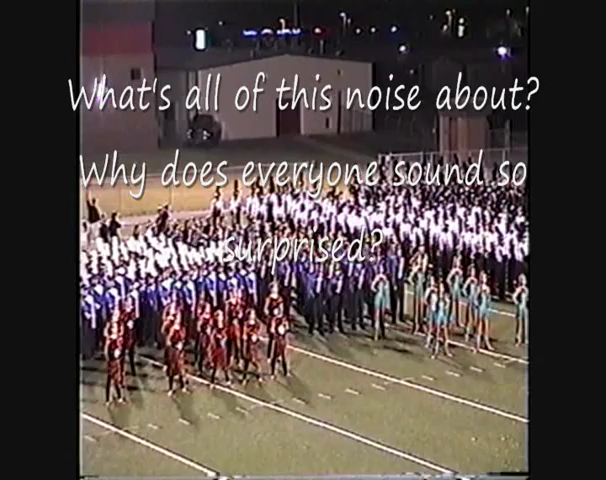 What's all of this noise about?
Why does everyone sound so
surprised?